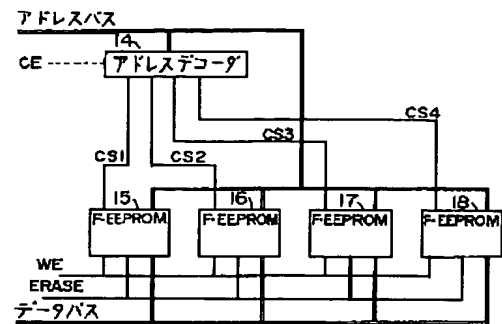 アドレスバス
14
CE
アドレスデコーダ
CS4
CS3
CS1
CS2
15
16
17
18
F-EEPROM
F-EEPROM
F-EEPROM
F-EEPROM
WE
ERASE
データバス